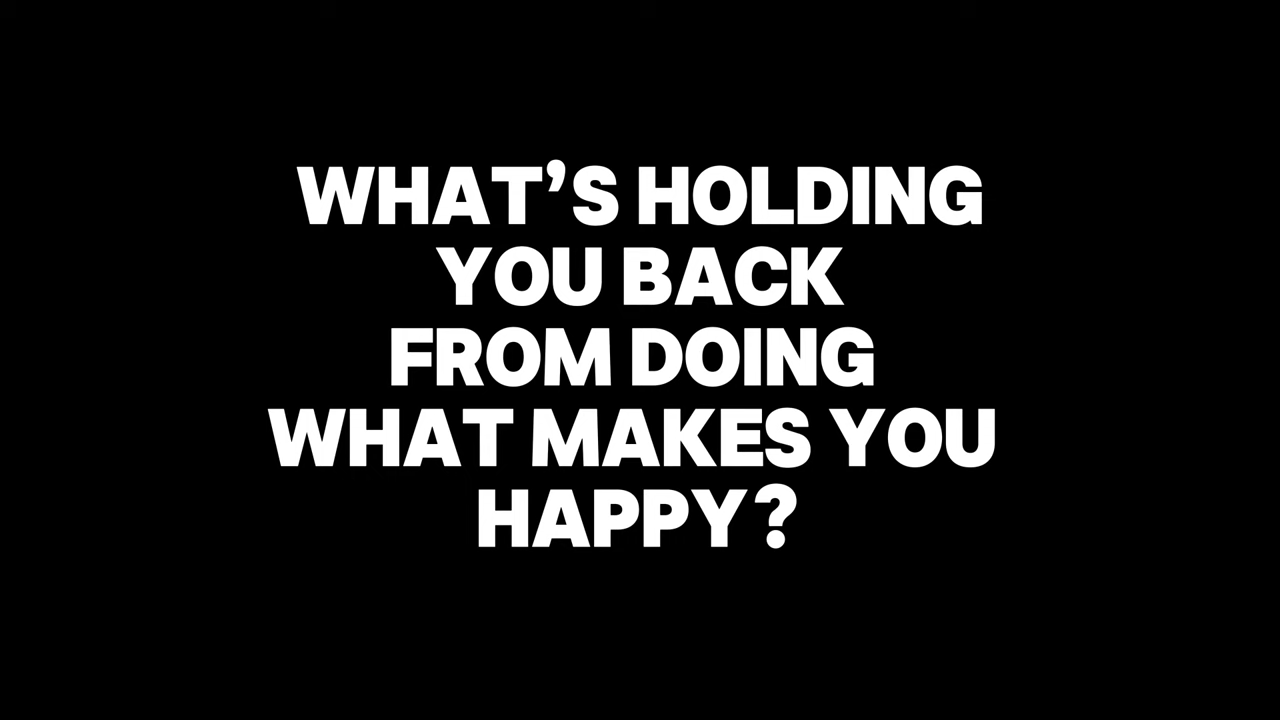 WHAT’S HOLDING
YOU BACK
FROM DOING
WHAT MAKES YOU
HAPPY?